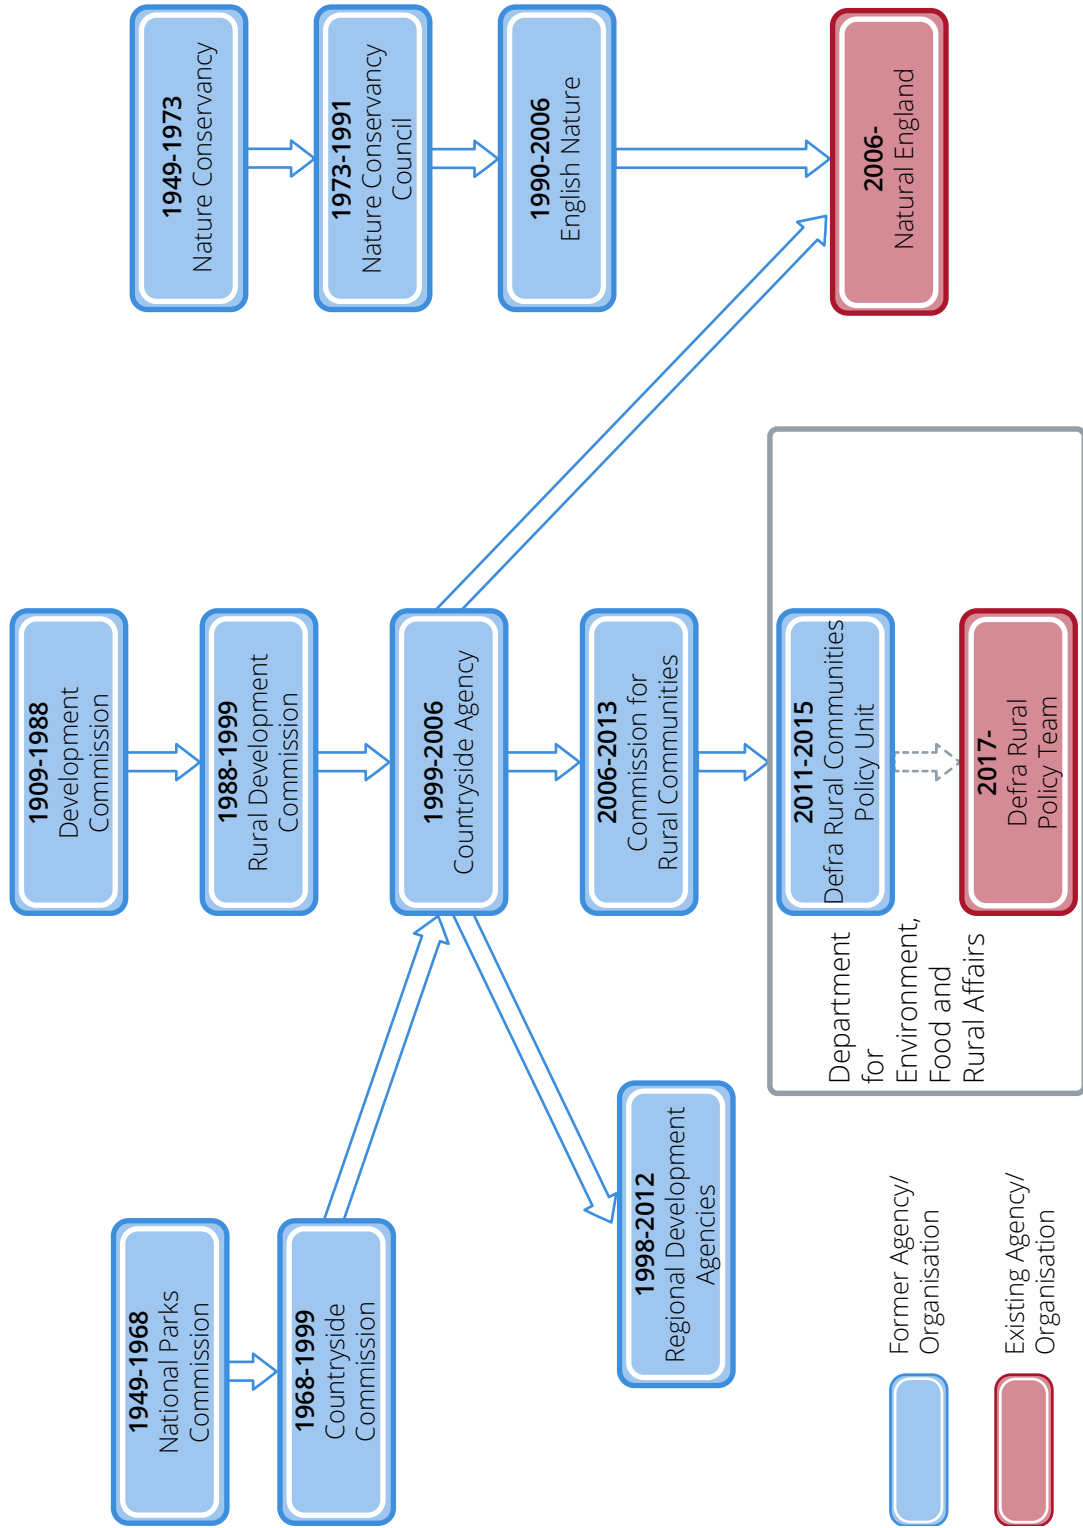 1949-1968
National Parks
Commission
1968-1999
Countryside
Commission
1909-1988
Development
Commission
1988-1999
Rural Development
Commission
1999-2006
Countryside Agency
1998-2012
Regional Development
Agencies
2006-2013
Commission for
Rural Communities
Department
for
Environment,
Food and
Rural Affairs
2011-2015
Defra Rural Communities
Policy Unit
2017-
Defra Rural
Policy Team
1949-1973
Nature Conservancy
1973-1991
Nature Conservancy
Council
1990-2006
English Nature
2006-
Natural England
Former Agency/
Organisation
Existing Agency/
Organisation